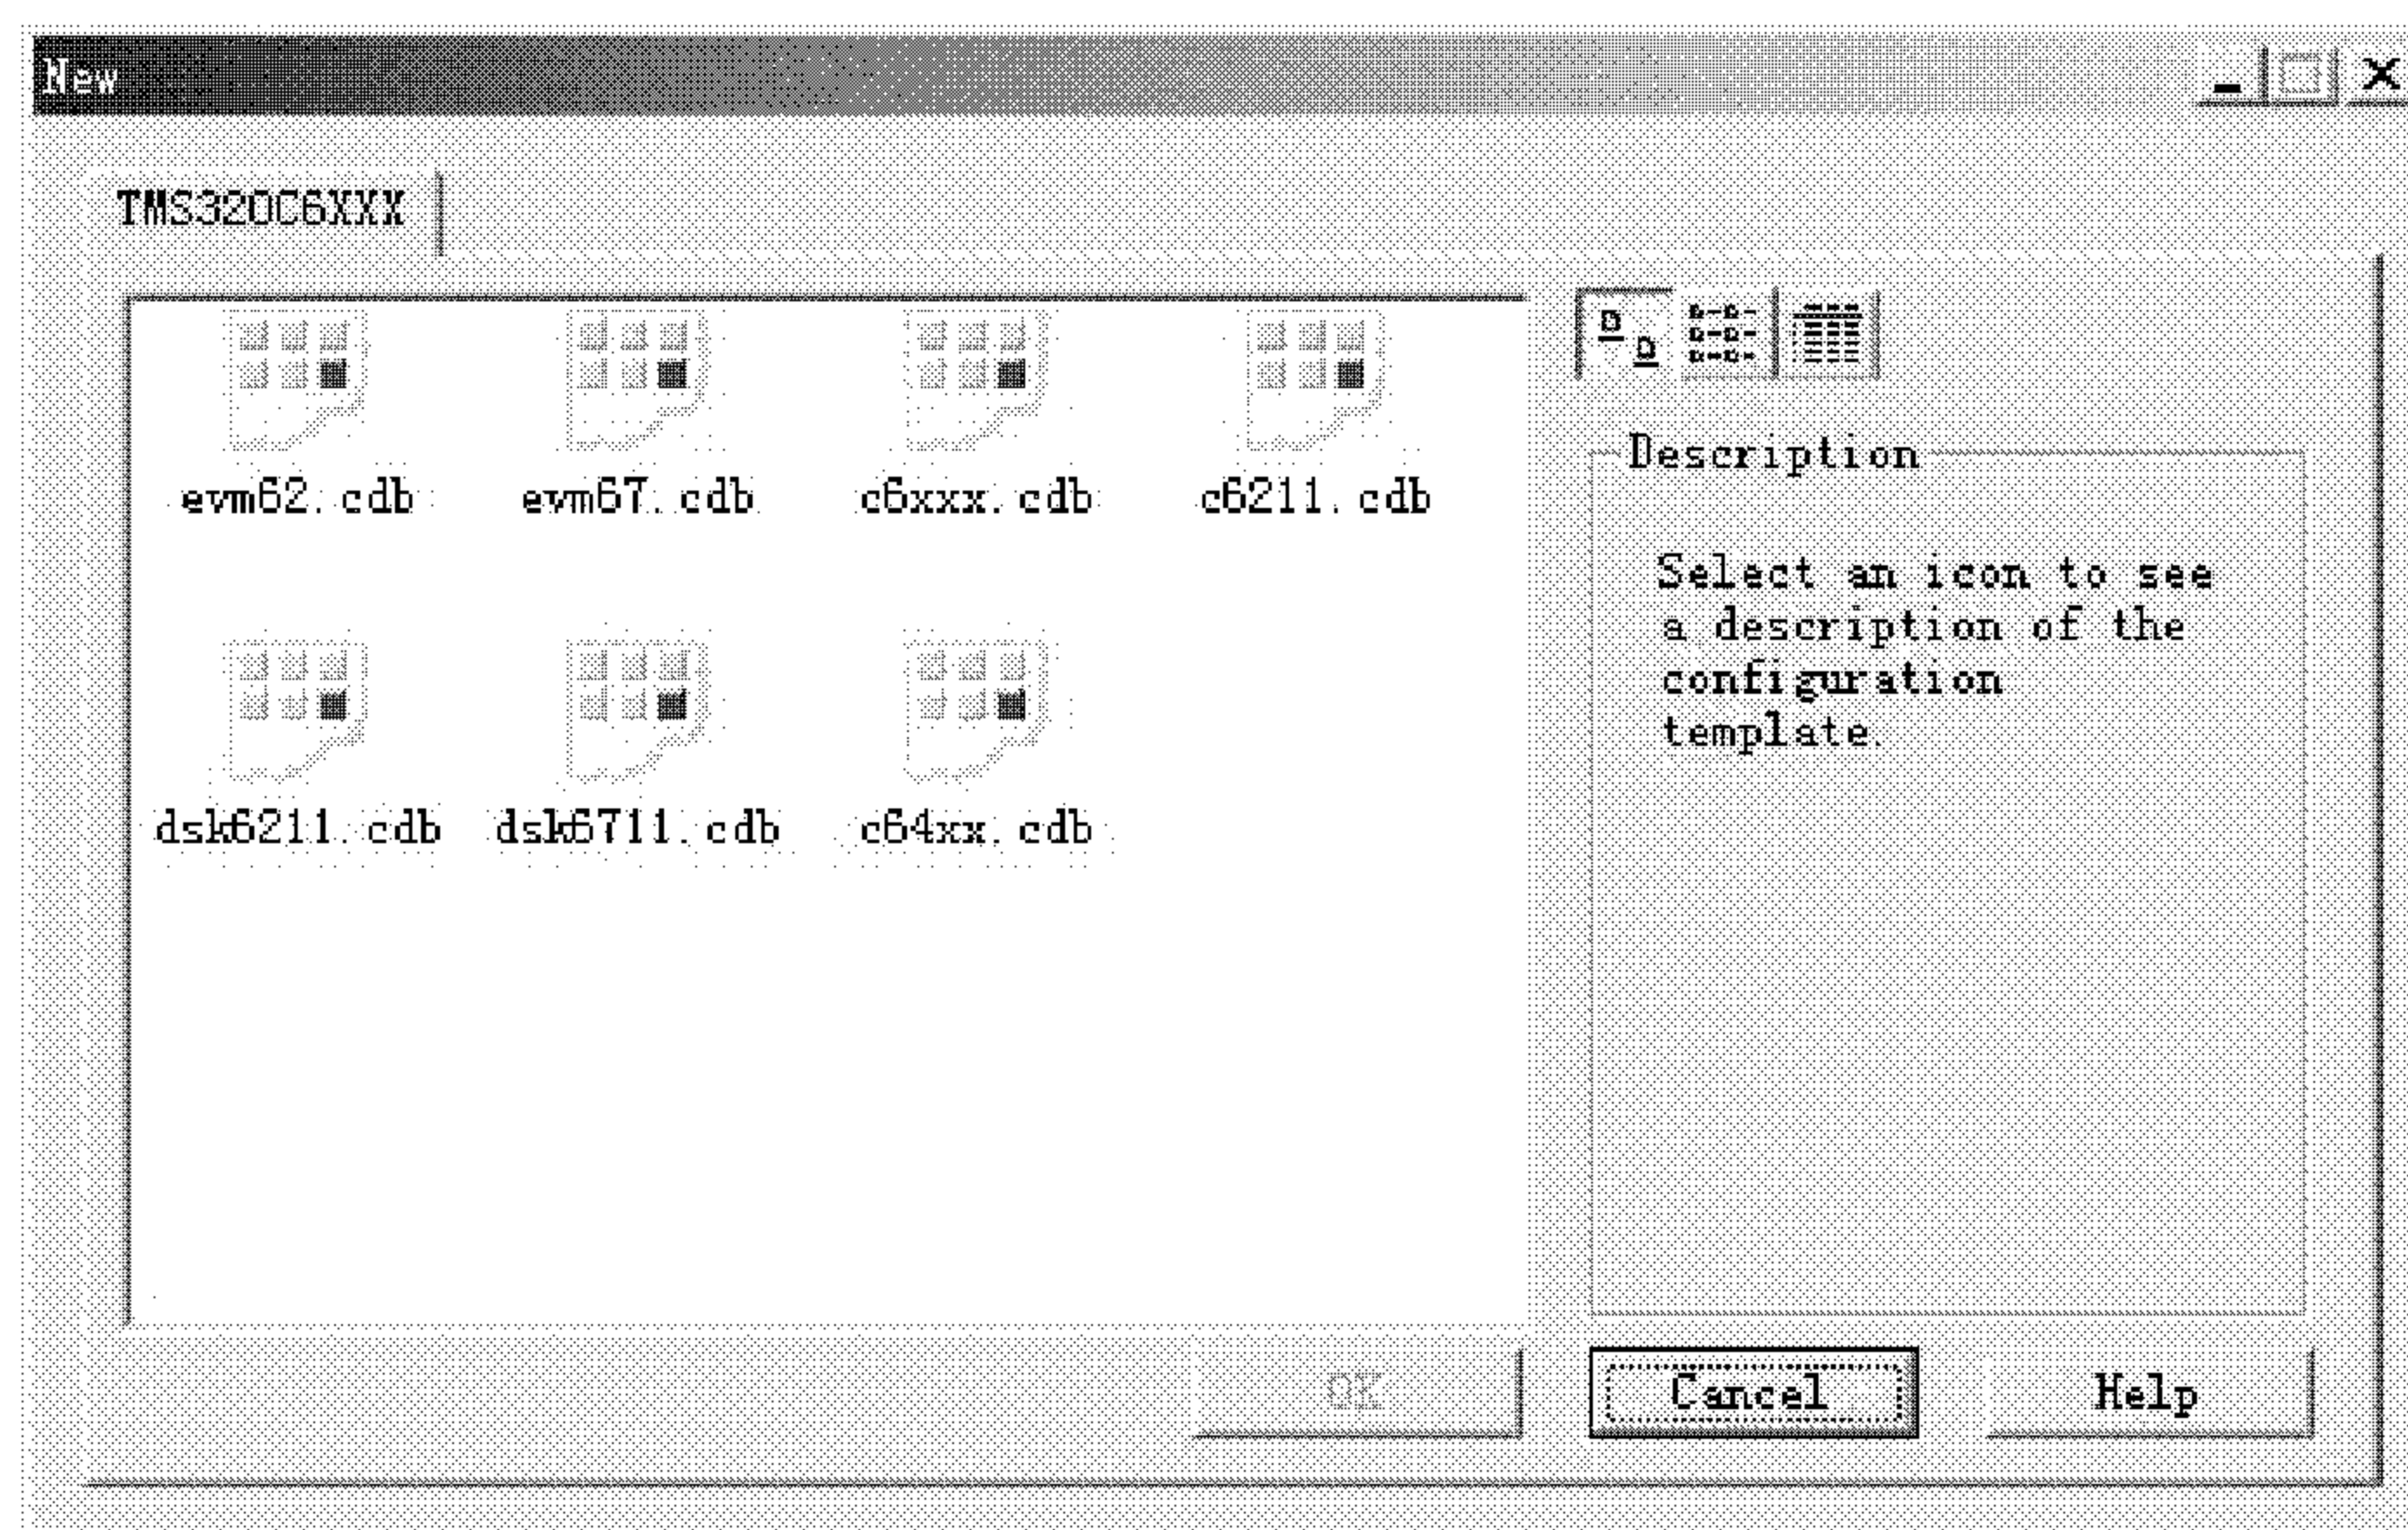 New
TMS320C6XXX
evm62.cdb evm67.cdb c6xxx.cdb c6211.cdb
dsk6211.cdb dsk6711.cdb c64xx.cdb
Description
Select an icon to see
a description of the
configuration
template.
OK Cancel Help